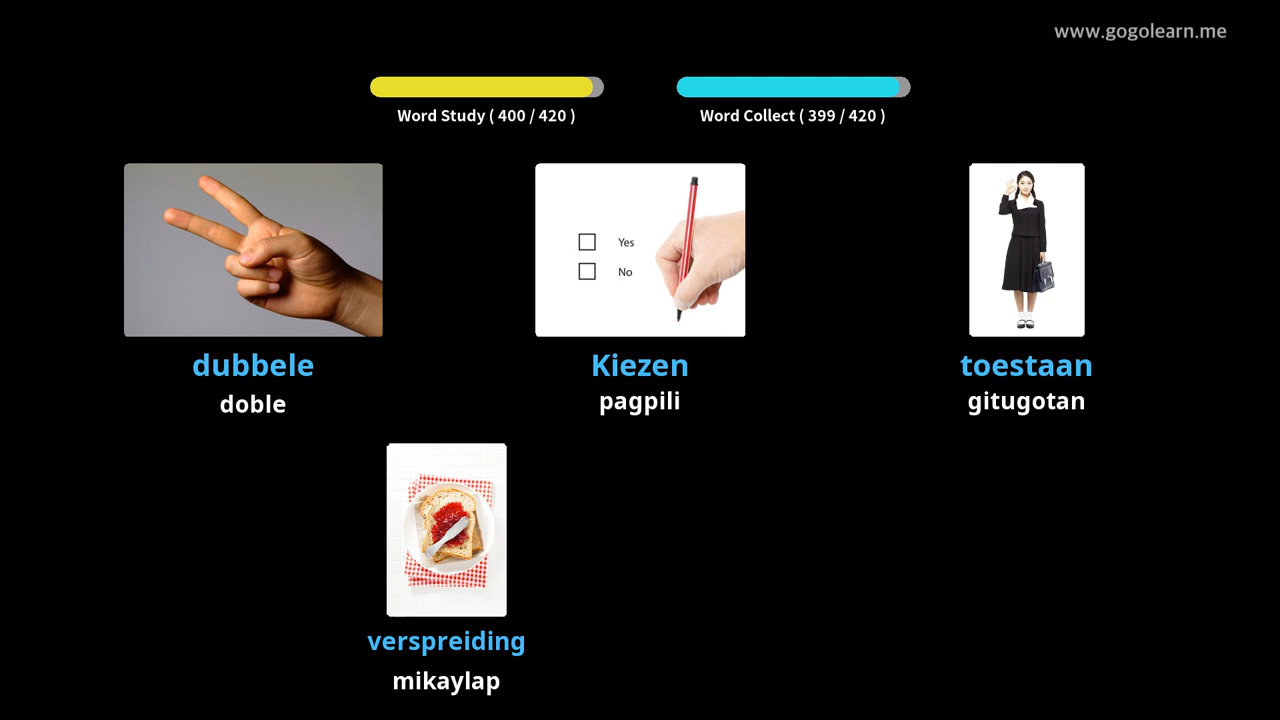 www.gogolearn.me
Word Study ( 400 / 420 )
Word Collect ( 399 / 420 )
Yes
No
dubbele
doble
Kiezen
pagpili
toestaan
gitugotan
verspreiding
mikaylap